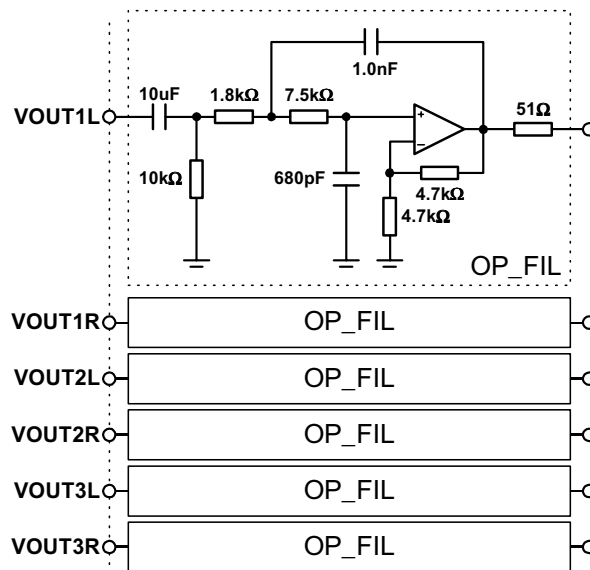 1.0nF
10uF
1.8kΩ
7.5kΩ
51Ω
VOUT1L
+
−
10kΩ
680pF
4.7kΩ
4.7kΩ
OP_FIL
VOUT1R
OP_FIL
VOUT2L
OP_FIL
VOUT2R
OP_FIL
VOUT3L
OP_FIL
VOUT3R
OP_FIL